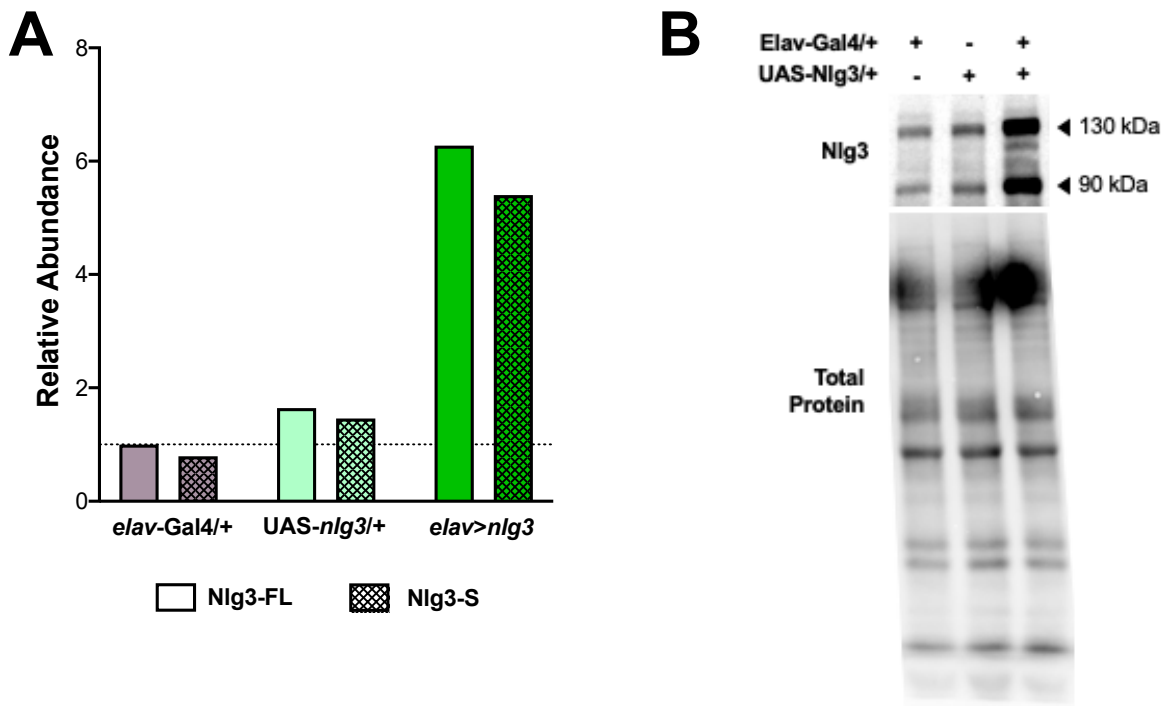 A
8
6
4
2
0
Relative Abundance
elav-Gal4/+
UAS-nlg3/+
elav>nlg3
Nlg3-FL
Nlg3-S
B
Elav-Gal4/+ + - +
UAS-Nlg3/+ - + +
Nlg3
130 kDa
90 kDa
Total
Protein